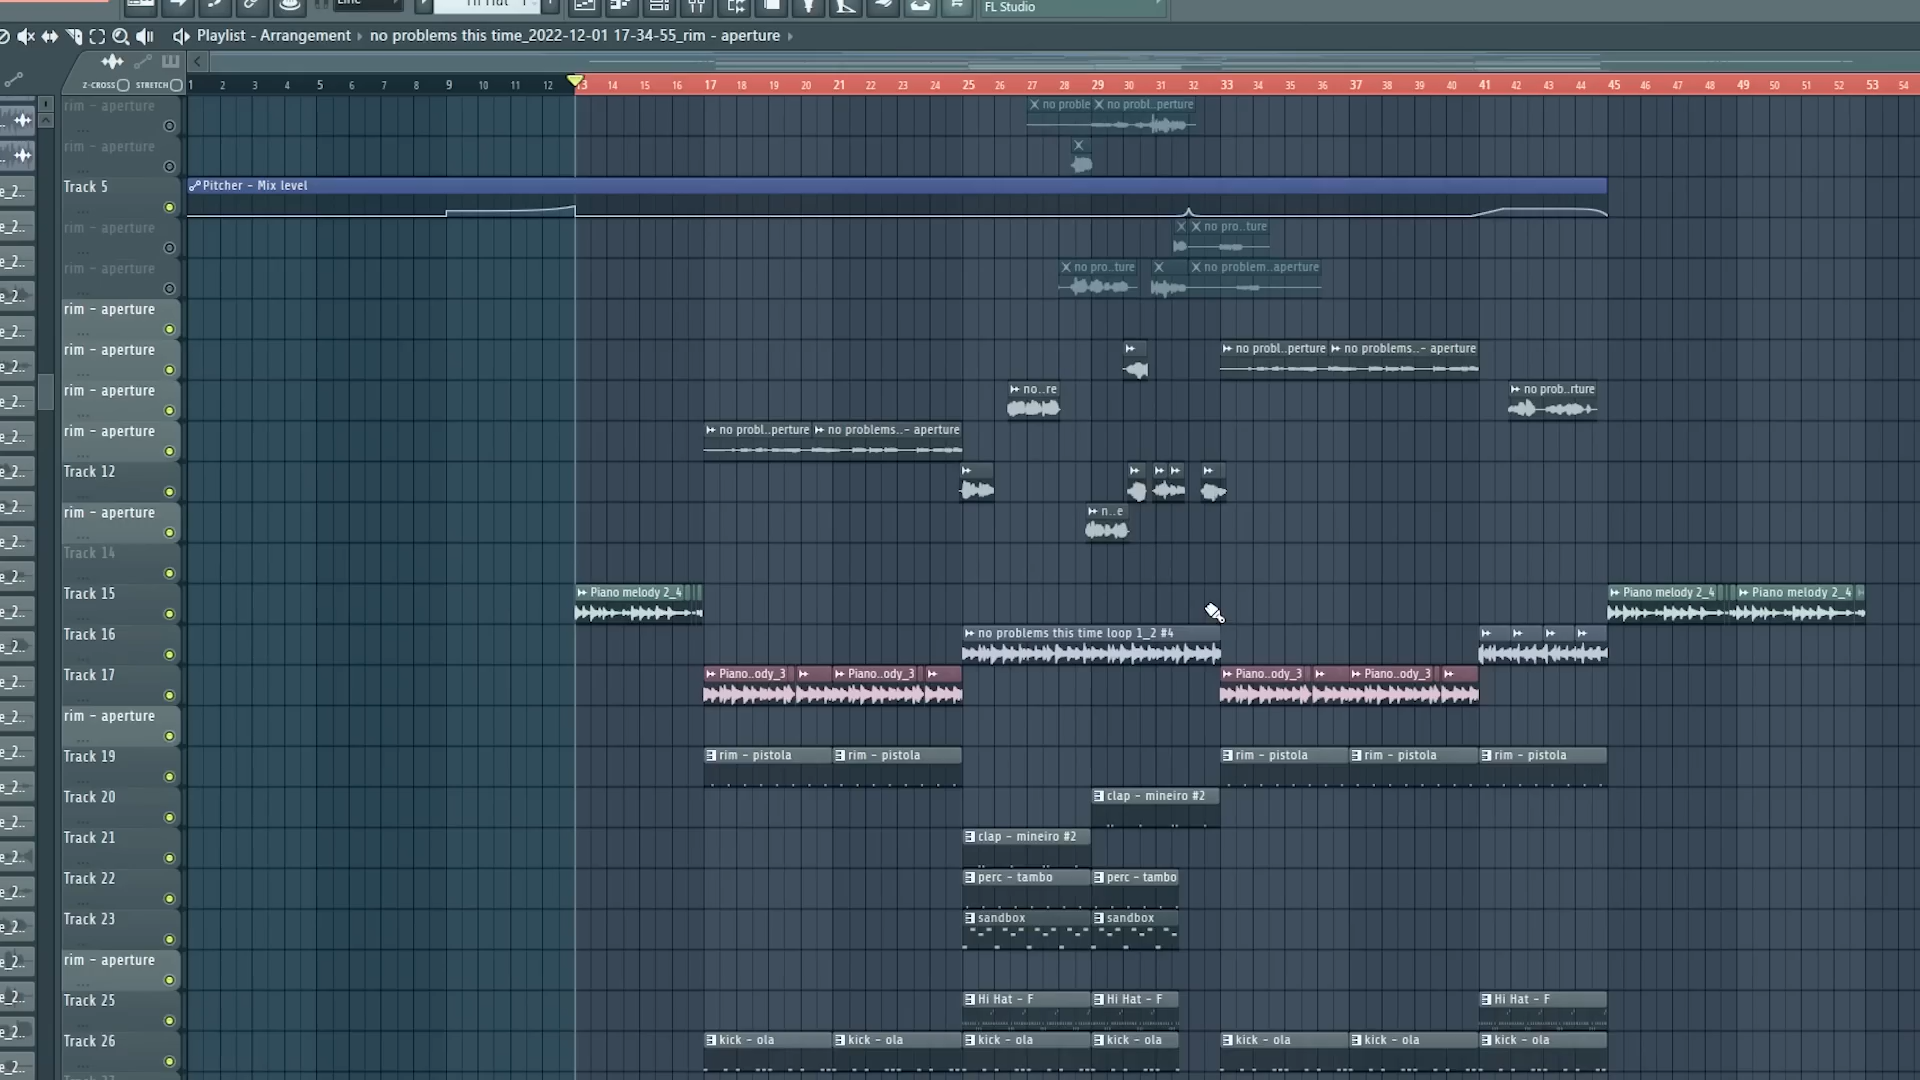 Line
Hi Hat - F
FL Studio
Playlist - Arrangement no problems this time_2022-12-01 17-34-55_rim - aperture
Z-CROSS STRETCH 1 2 3 4 5 6 7 8 9 10 11 12 13 14 15 16 17 18 19 20 21 22 23 24 25 26 27 28 29 30 31 32 33 34 35 36 37 38 39 40 41 42 43 44 45 46 47 48 49 50 51 52 53 54
rim - aperture no proble no probl..perture
rim - aperture
Track 5 Pitcher - Mix level
rim - aperture no pro..ture
rim - aperture no pro..ture no problem..aperture
rim - aperture
rim - aperture no probl..perture no problems..- aperture
rim - aperture no..re no prob..rture
rim - aperture no probl..perture no problems..- aperture
Track 12
rim - aperture n..e
Track 14
Track 15 Piano melody 2_4 Piano melody 2_4 Piano melody 2_4
Track 16 no problems this time loop 1_2 #4
Track 17 Piano..ody_3 Piano..ody_3 Piano..ody_3 Piano..ody_3
rim - aperture
Track 19 rim - pistola rim - pistola rim - pistola rim - pistola rim - pistola
Track 20 clap - mineiro #2
Track 21 clap - mineiro #2
Track 22 perc - tambo perc - tambo
Track 23 sandbox sandbox
rim - aperture
Track 25 Hi Hat - F Hi Hat - F Hi Hat - F
Track 26 kick - ola kick - ola kick - ola kick - ola kick - ola kick - ola kick - ola